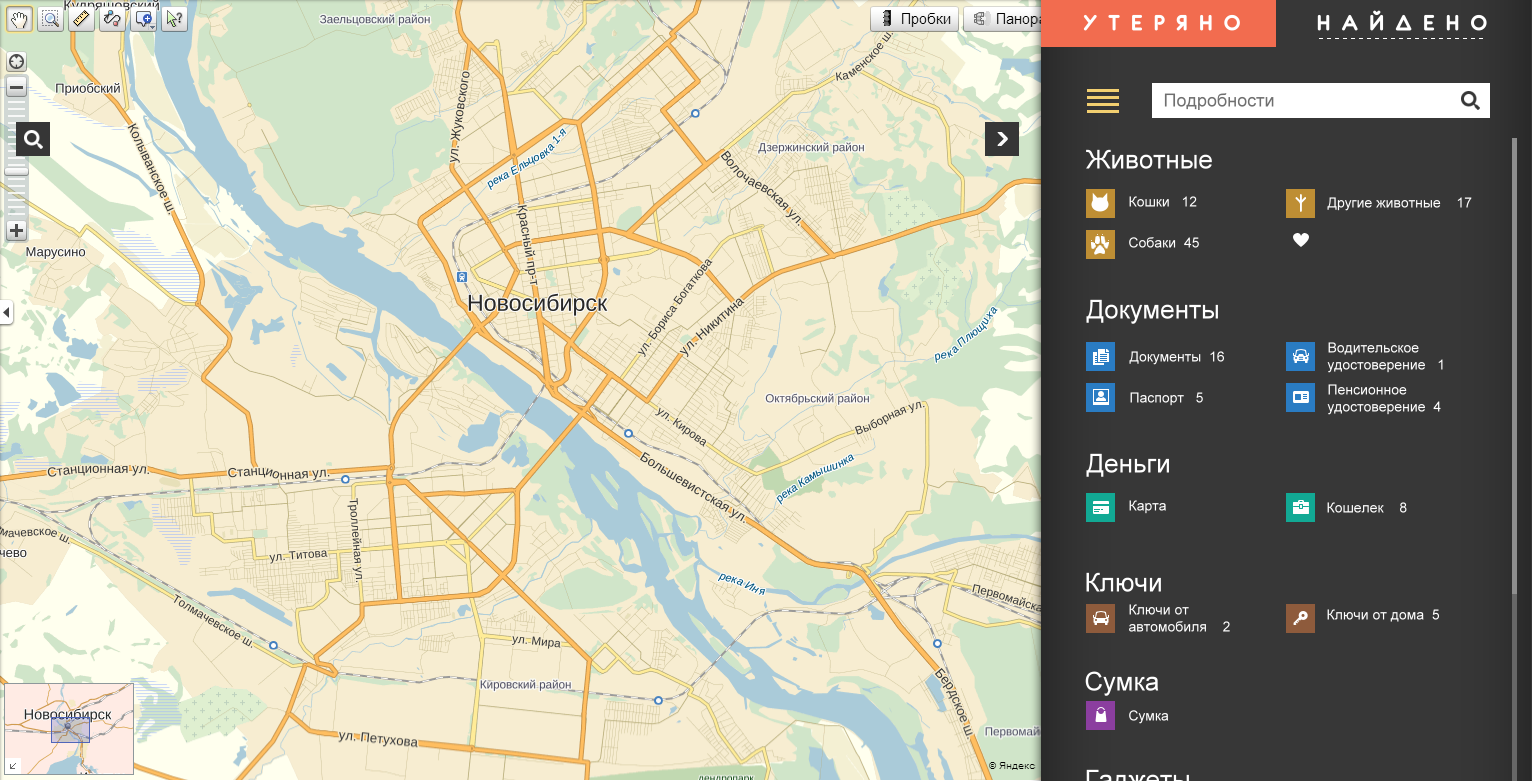 Кудряшовский
Заельцовский район
Пробки
Панора
УТЕРЯНО
НАЙДЕНО
Каменское ш.
Приобский
ул. Жуковского
Колыванское ш.
Подробности
река Ельцовка 1-я
Дзержинский район
Волочаевская ул.
Животные
Кошки 12
Другие животные 17
Красный пр-т
Собаки 45
Марусино
ул. Бориса Богаткова
Новосибирск
ул. Никитина
река Плющиха
Документы
Документы 16
Водительское
удостоверение 1
Паспорт 5
Пенсионное
удостоверение 4
Октябрьский район
ул. Кирова
Выборная ул.
Деньги
Станционная ул.
Станционная ул.
Большевистская ул.
река Камышинка
Карта
Кошелек 8
Троллейная ул.
мачевское ш.
чево
ул. Титова
река Иня
Первомайска
Ключи
Ключи от
автомобиля 2
Ключи от дома 5
Толмачевское ш.
ул. Мира
Кировский район
Бердское ш.
Сумка
Сумка
Новосибирск
ул. Петухова
Первомай
© Яндекс
дендропарк
Гаджеты